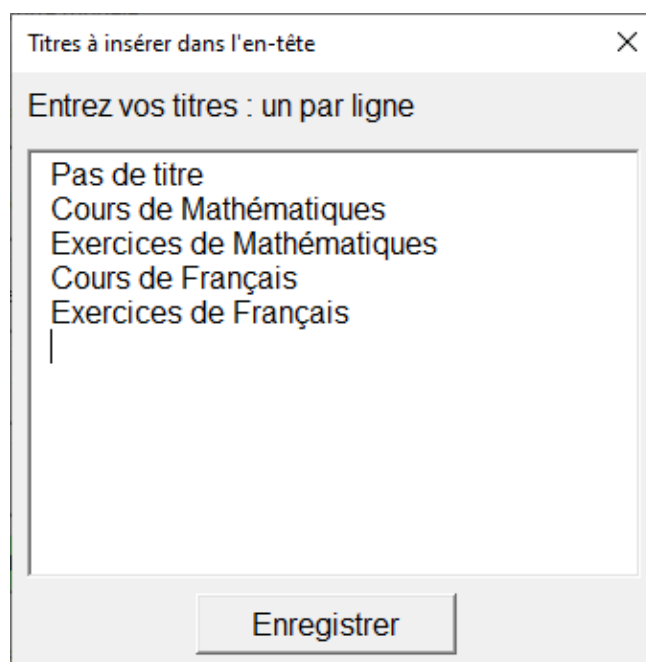 Titres à insérer dans l'en-tête
Entrez vos titres : un par ligne
Pas de titre
Cours de Mathématiques
Exercices de Mathématiques
Cours de Français
Exercices de Français
Enregistrer